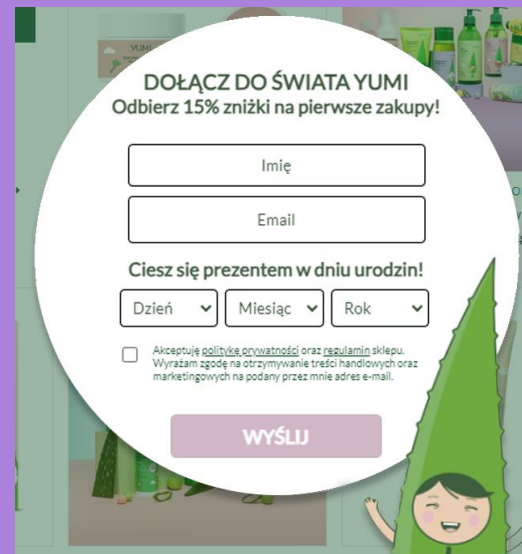 YUMI
DOŁĄCZ DO ŚWIATA YUMI
Odbierz 15% zniżki na pierwsze zakupy!
Imię
Email
Ciesz się prezentem w dniu urodzin!
Dzień Miesiąc Rok
Akceptuję politykę prywatności oraz regulamin sklepu.
Wyrażam zgodę na otrzymywanie treści handlowych oraz
marketingowych na podany przez mnie adres e-mail.
WYŚLIJ